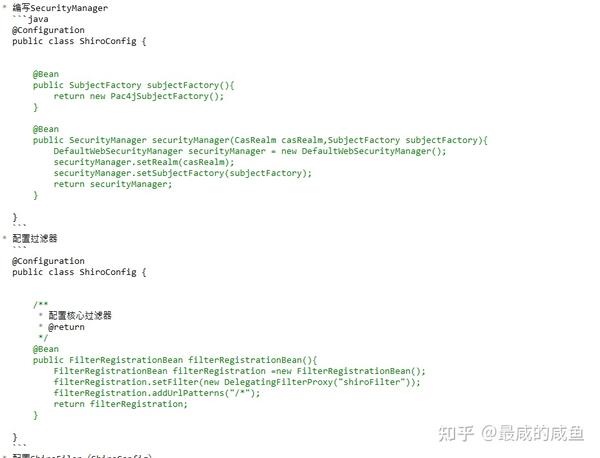 * 编写SecurityManager
```java
@Configuration
public class ShiroConfig {
@Bean
public SubjectFactory subjectFactory(){
return new Pac4jSubjectFactory();
}
@Bean
public SecurityManager securityManager(CasRealm casRealm,SubjectFactory subjectFactory){
DefaultWebSecurityManager securityManager = new DefaultWebSecurityManager();
securityManager.setRealm(casRealm);
securityManager.setSubjectFactory(subjectFactory);
return securityManager;
}
}
```
* 配置过滤器
```
@Configuration
public class ShiroConfig {
/**
* 配置核心过滤器
* @return
*/
@Bean
public FilterRegistrationBean filterRegistrationBean(){
FilterRegistrationBean filterRegistration =new FilterRegistrationBean();
filterRegistration.setFilter(new DelegatingFilterProxy("shiroFilter"));
filterRegistration.addUrlPatterns("/*");
return filterRegistration;
}
}
```
知乎 @最咸的咸鱼